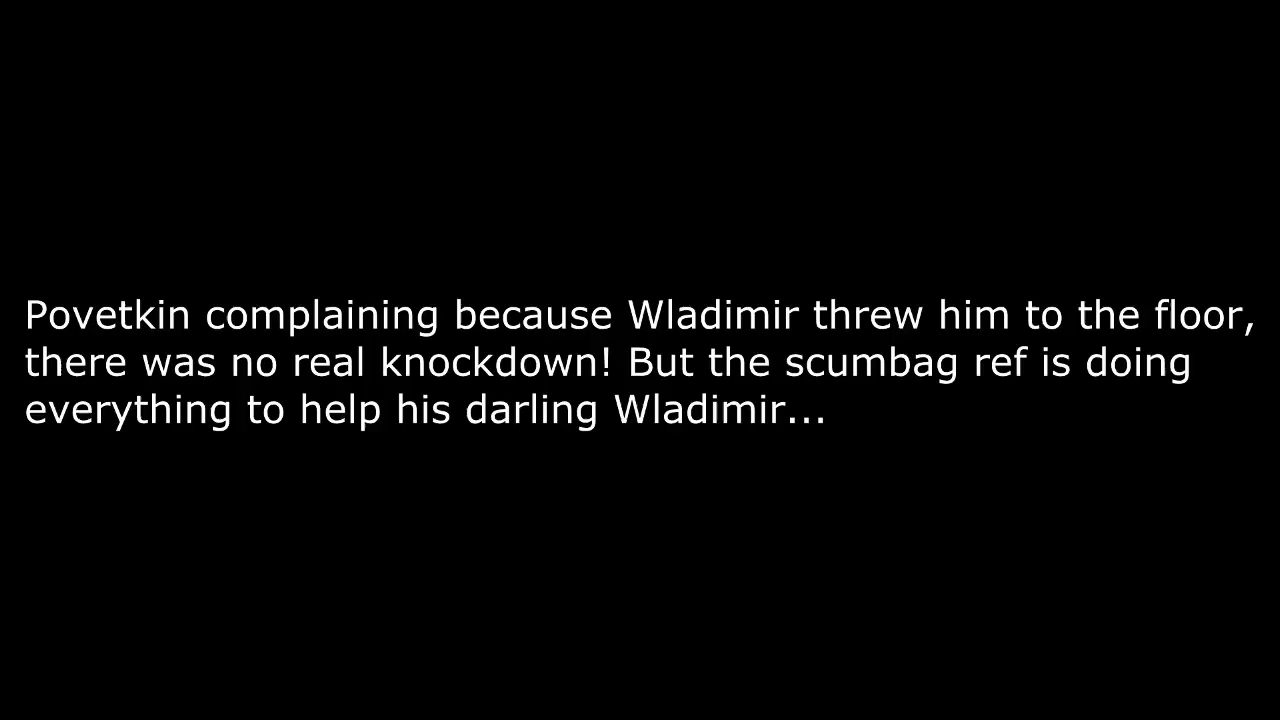 Povetkin complaining because Wladimir threw him to the floor,
there was no real knockdown! But the scumbag ref is doing
everything to help his darling Wladimir...